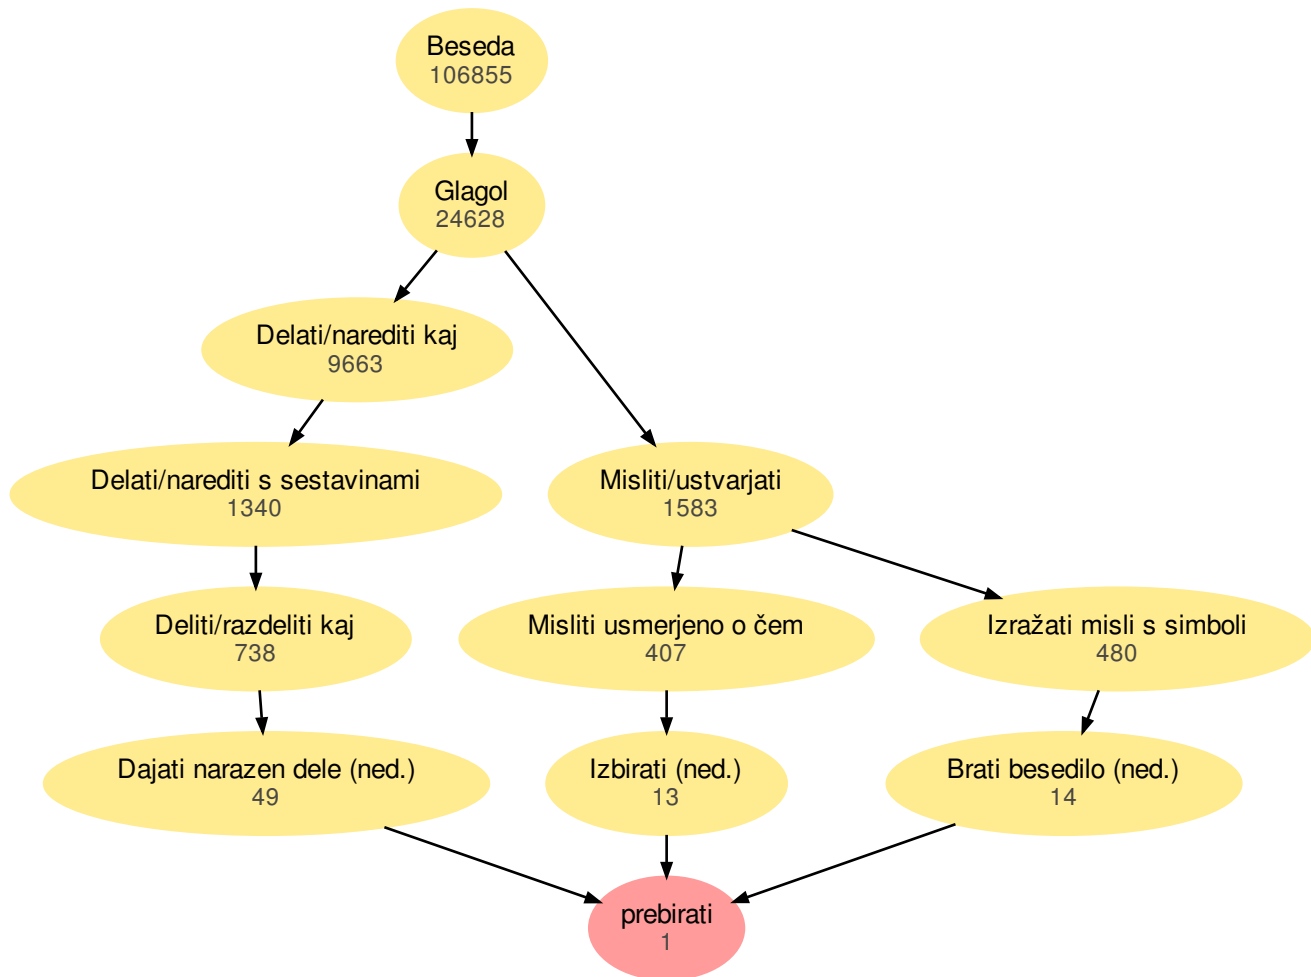 Beseda
106855
Glagol
24628
Delati/narediti kaj
9663
Delati/narediti s sestavinami
1340
Misliti/ustvarjati
1583
Deliti/razdeliti kaj
738
Misliti usmerjeno o čem
407
Izražati misli s simboli
480
Dajati narazen dele (ned.)
49
Izbirati (ned.)
13
Brati besedilo (ned.)
14
prebirati
1